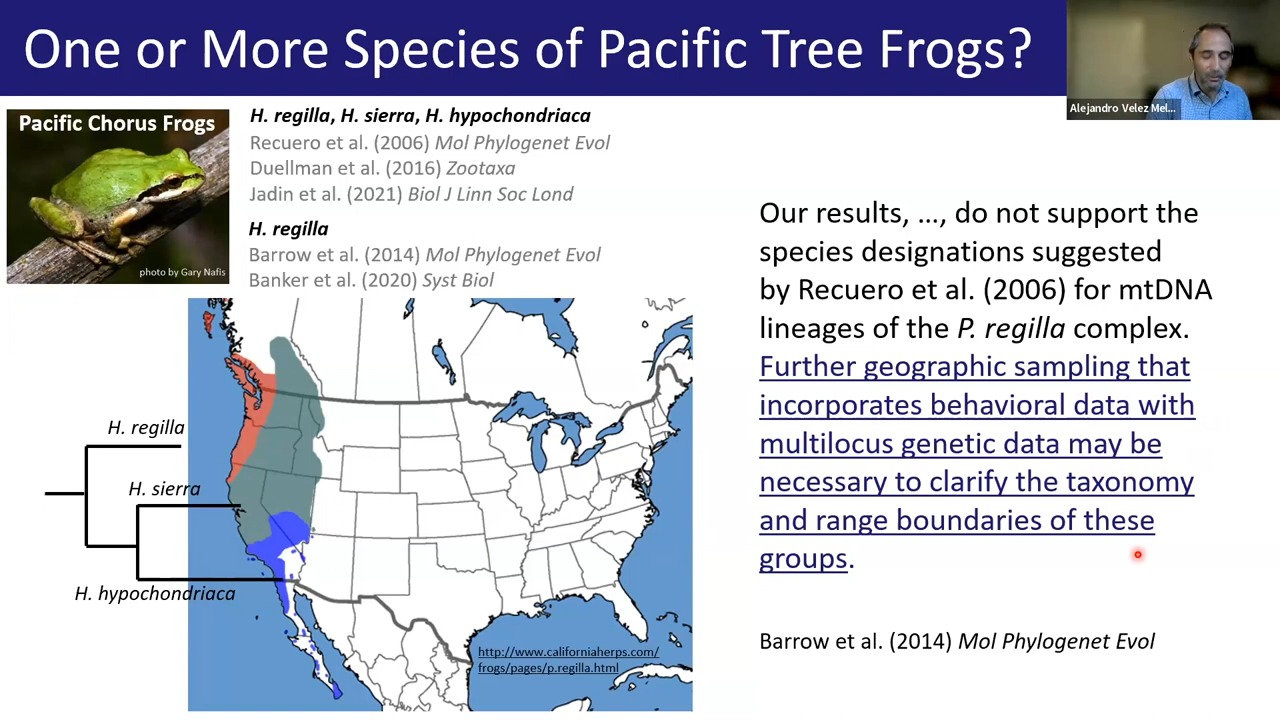 One or More Species of Pacific Tree Frogs?
Alejandro Velez Mel...
Pacific Chorus Frogs
photo by Gary Nafis
H. regilla, H. sierra, H. hypochondriaca
Recuero et al. (2006) Mol Phylogenet Evol
Duellman et al. (2016) Zootaxa
Jadin et al. (2021) Biol J Linn Soc Lond
H. regilla
Barrow et al. (2014) Mol Phylogenet Evol
Banker et al. (2020) Syst Biol
H. regilla
H. sierra
H. hypochondriaca
http://www.californiaherps.com/
frogs/pages/p.regilla.html
Our results, …, do not support the
species designations suggested
by Recuero et al. (2006) for mtDNA
lineages of the P. regilla complex.
Further geographic sampling that
incorporates behavioral data with
multilocus genetic data may be
necessary to clarify the taxonomy
and range boundaries of these
groups.
Barrow et al. (2014) Mol Phylogenet Evol